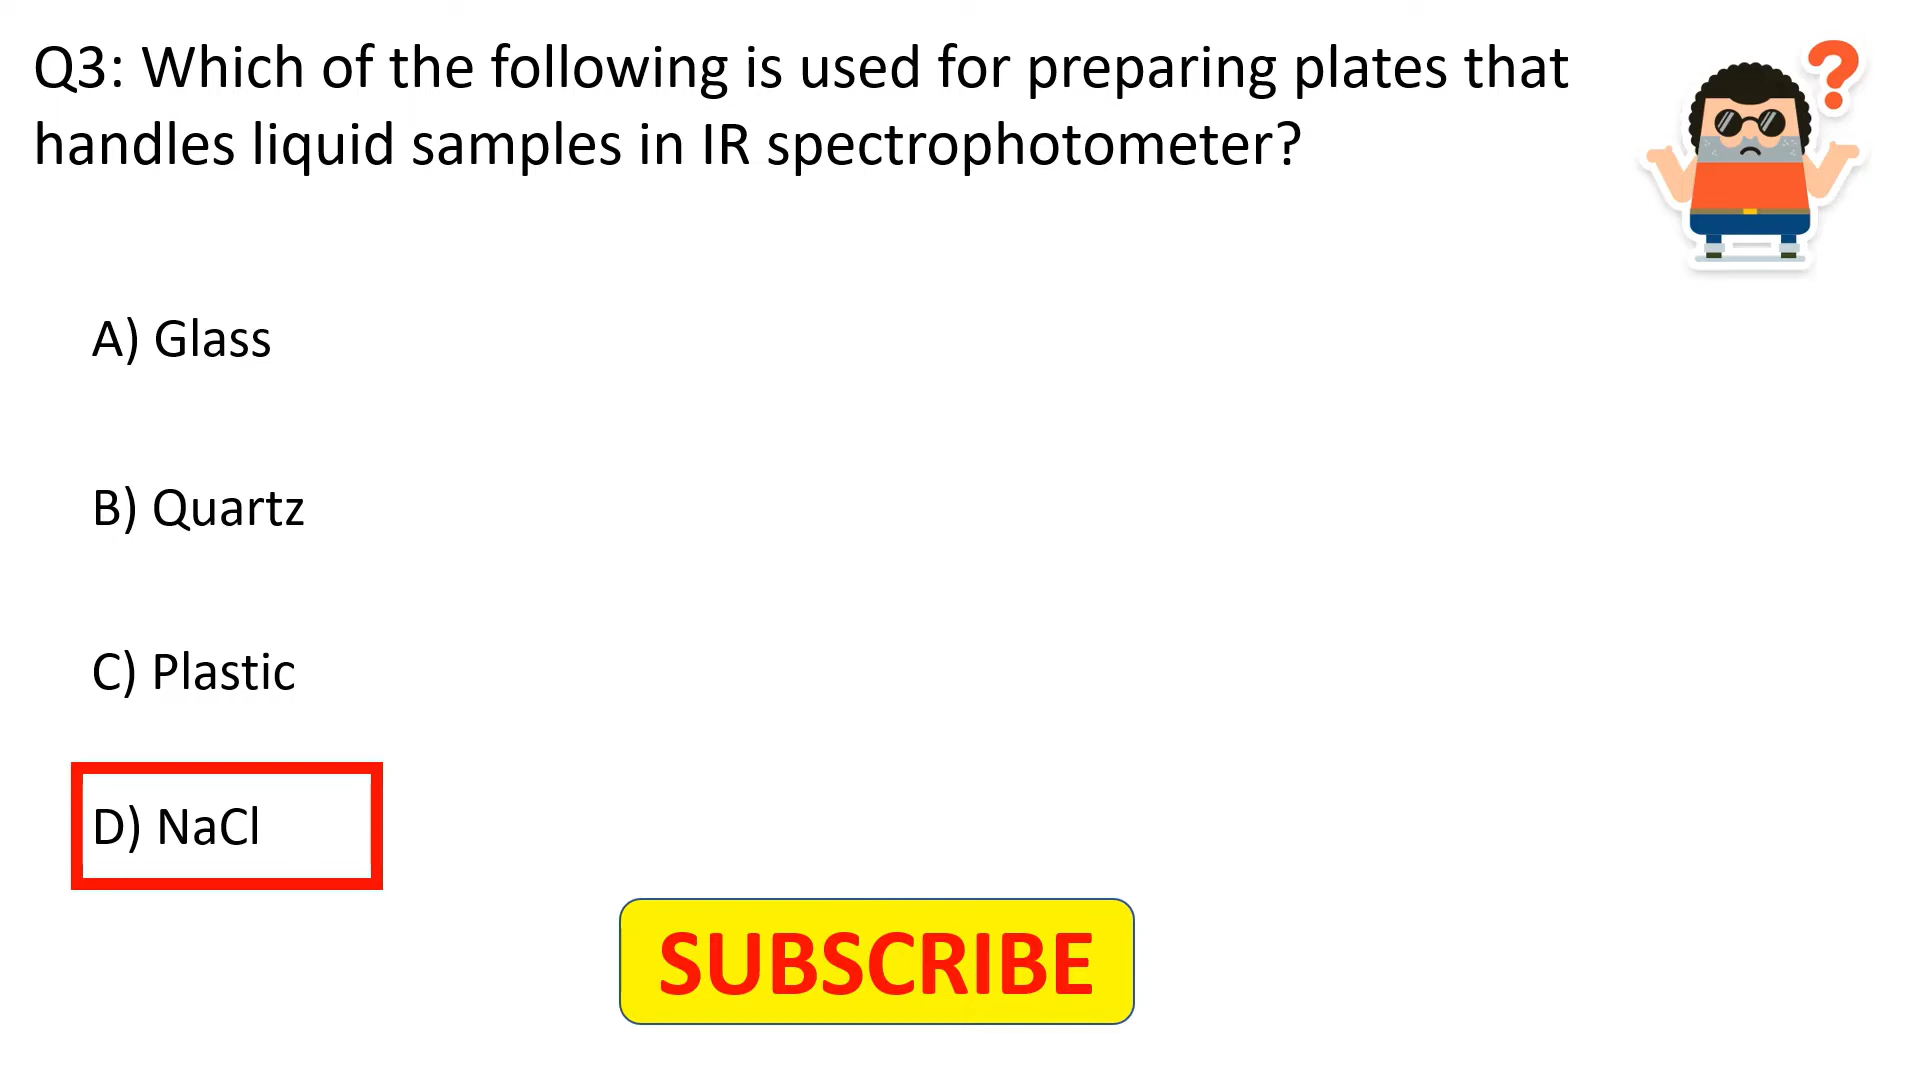 Q3: Which of the following is used for preparing plates that
handles liquid samples in IR spectrophotometer?
A) Glass
B) Quartz
C) Plastic
D) NaCl
SUBSCRIBE